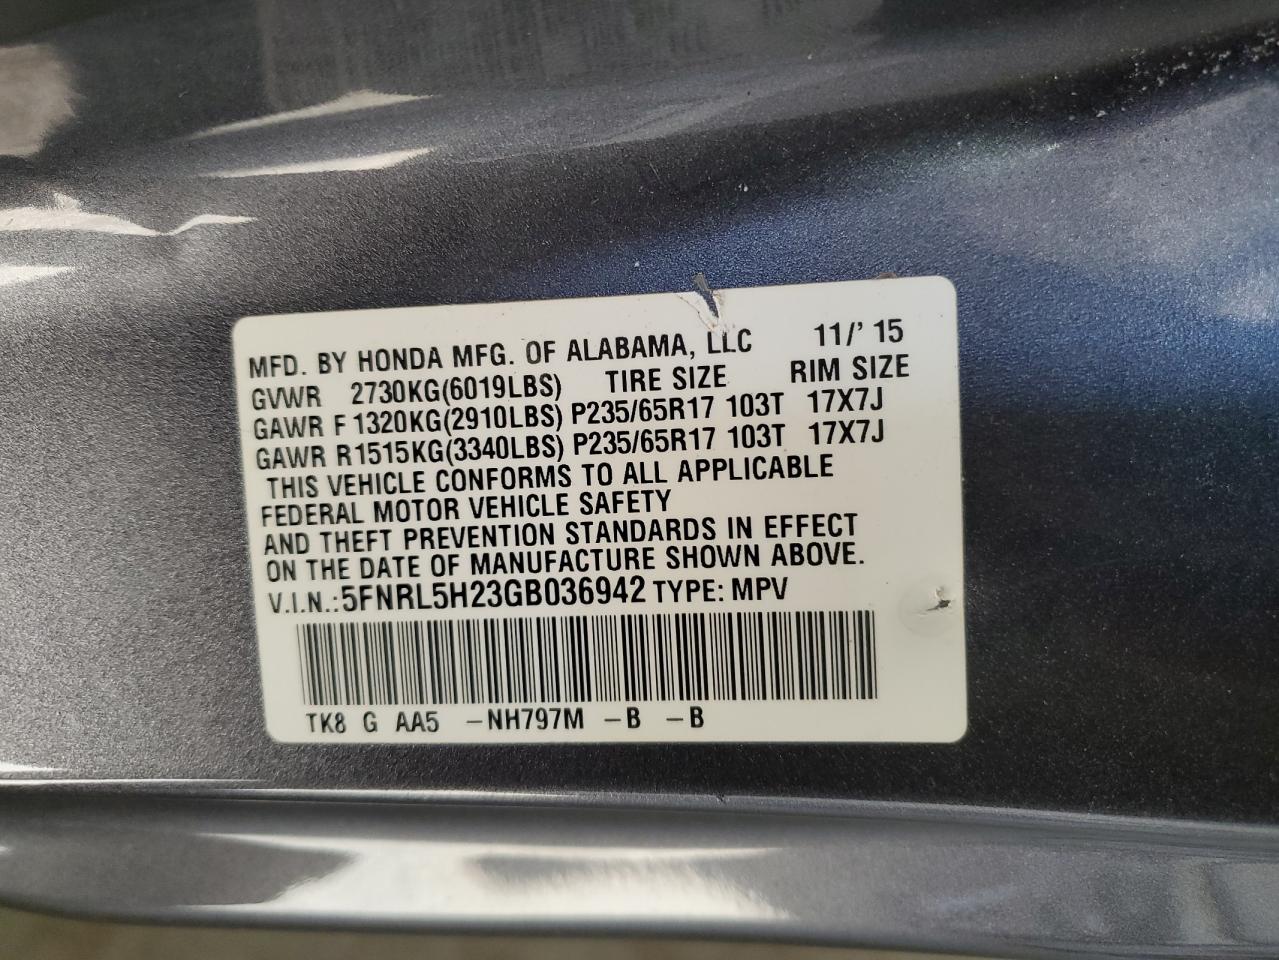 MFD. BY HONDA MFG. OF ALABAMA, LLC 11/' 15
GVWR 2730KG(6019LBS) TIRE SIZE RIM SIZE
GAWR F 1320KG(2910LBS) P235/65R17 103T 17X7J
GAWR R1515KG(3340LBS) P235/65R17 103T 17X7J
THIS VEHICLE CONFORMS TO ALL APPLICABLE
FEDERAL MOTOR VEHICLE SAFETY
AND THEFT PREVENTION STANDARDS IN EFFECT
ON THE DATE OF MANUFACTURE SHOWN ABOVE.
V.I.N.:5FNRL5H23GB036942 TYPE: MPV
TK8 G AA5 -NH797M -B -B